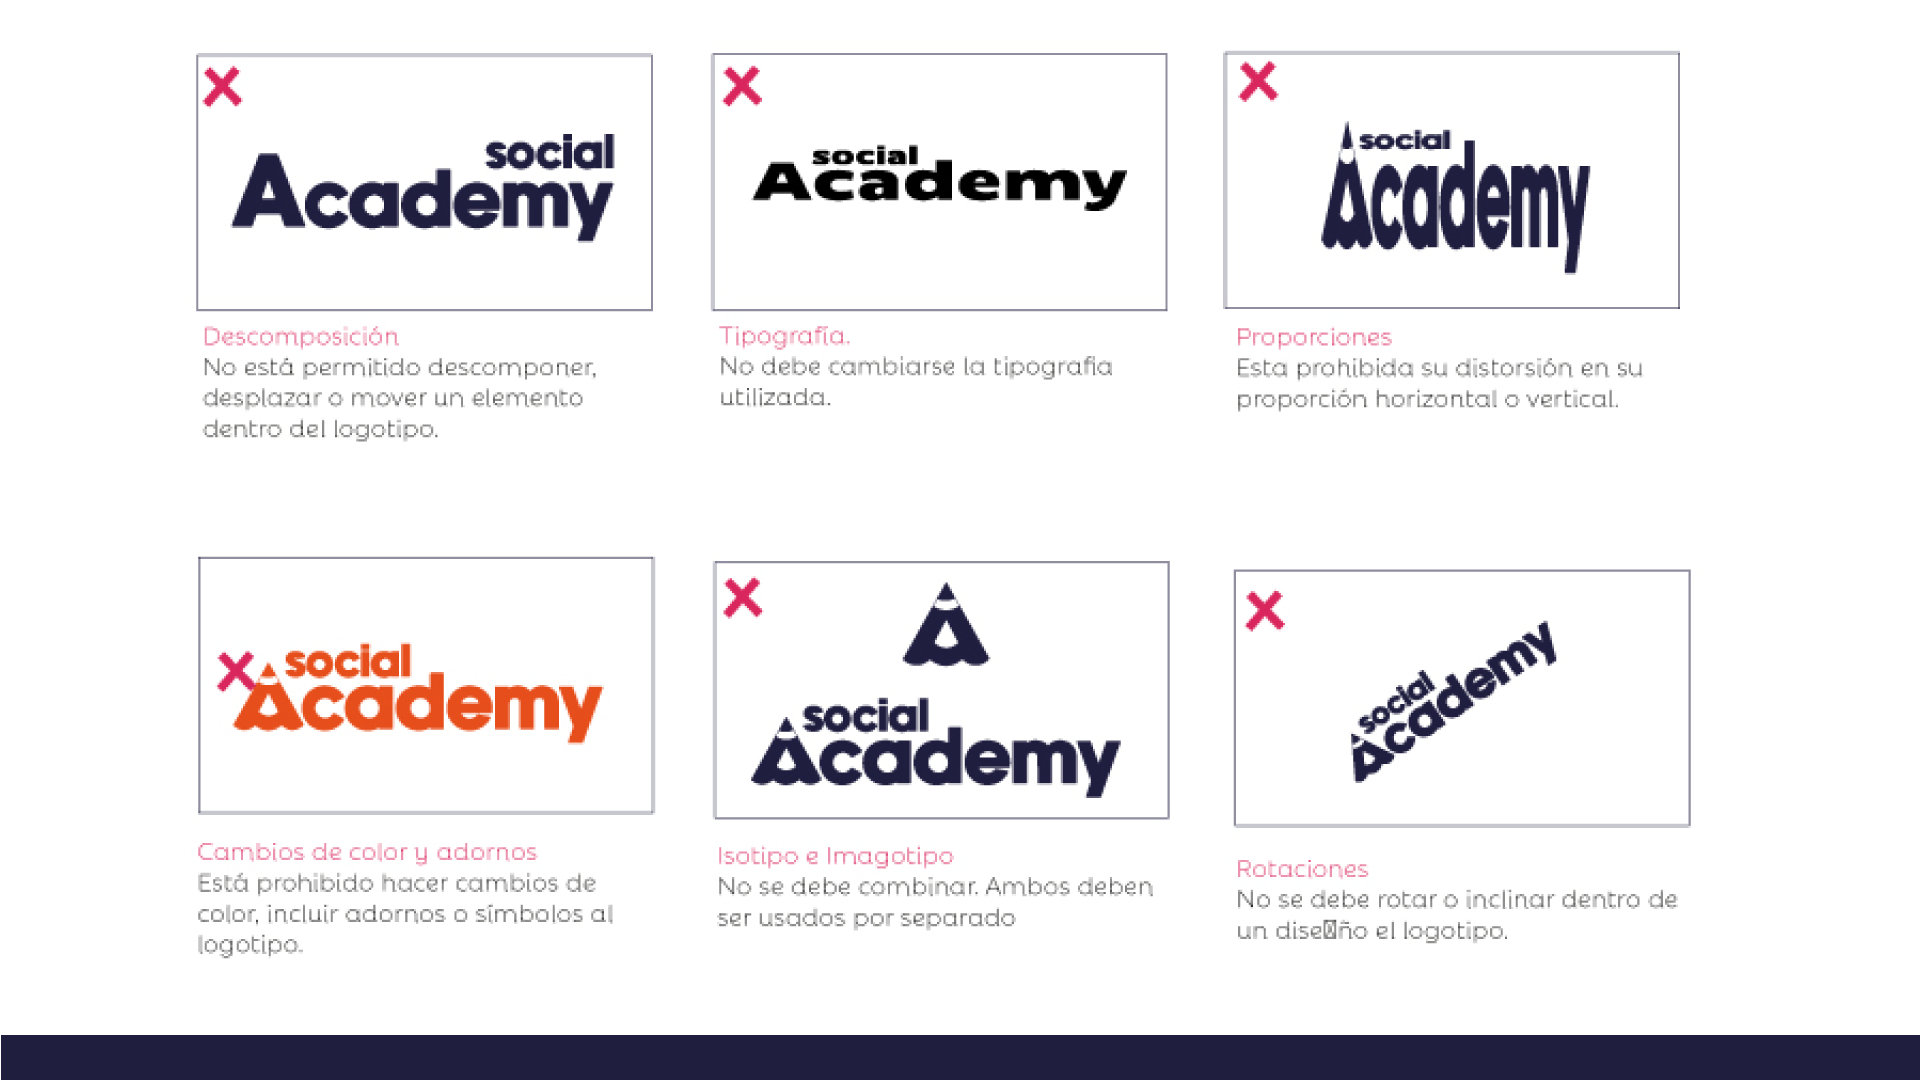 social
Academy
Descomposición
No está permitido descomponer,
desplazar o mover un elemento
dentro del logotipo.
social
Academy
Tipografía.
No debe cambiarse la tipografia
utilizada.
social
Academy
Proporciones
Esta prohibida su distorsión en su
proporción horizontal o vertical.
social
Academy
Cambios de color y adornos
Está prohibido hacer cambios de
color, incluir adornos o símbolos al
logotipo.
A
social
Academy
Isotipo e Imagotipo
No se debe combinar. Ambos deben
ser usados por separado
social
Academy
Rotaciones
No se debe rotar o inclinar dentro de
un dise▯ño el logotipo.